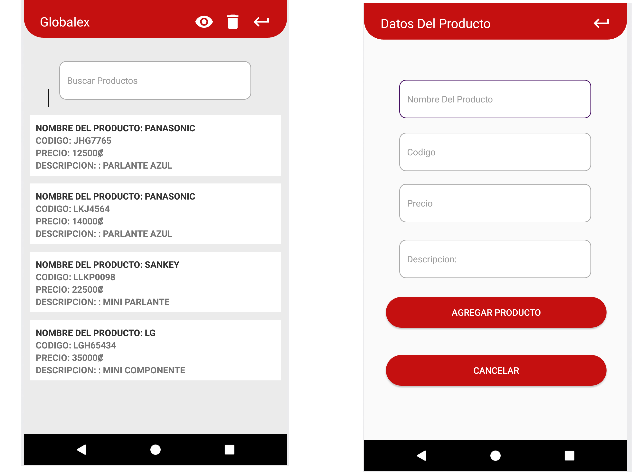 Globalex
Buscar Productos
NOMBRE DEL PRODUCTO: PANASONIC
CODIGO: JHG7765
PRECIO: 12500₡
DESCRIPCION: : PARLANTE AZUL
NOMBRE DEL PRODUCTO: PANASONIC
CODIGO: LKJ4564
PRECIO: 14000₡
DESCRIPCION: : PARLANTE AZUL
NOMBRE DEL PRODUCTO: SANKEY
CODIGO: LLKP0098
PRECIO: 22500₡
DESCRIPCION: : MINI PARLANTE
NOMBRE DEL PRODUCTO: LG
CODIGO: LGH65434
PRECIO: 35000₡
DESCRIPCION: : MINI COMPONENTE
Datos Del Producto
Nombre Del Producto
Codigo
Precio
Descripcion:
AGREGAR PRODUCTO
CANCELAR